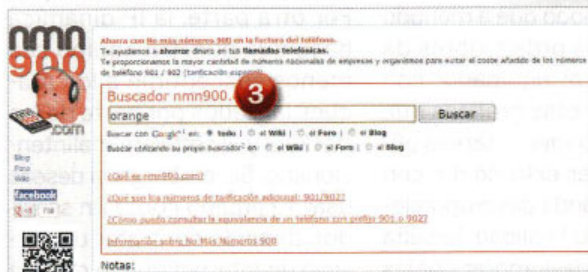 nmn
900
.com
Blog
Foro
Wiki
facebook
Ahorra con No más números 900 en la factura del teléfono.
Te ayudamos a ahorrar dinero en tus llamadas telefónicas.
Te proporcionamos la mayor cantidad de números nacionales de empresas y organismos para evitar el coste añadido de los números
de teléfono 901 / 902 (tarificación especial)
Buscador nmn900.
3
orange
Buscar
Buscar con Google en: todo | el Wiki | el Foro | el Blog
Buscar utilizando su propio buscador en: el Wiki | el Foro | el Blog
¿Qué es nmn900.com?
¿Qué son los números de tarificación adicional: 901/902?
¿Cómo puedo consultar la equivalencia de un teléfono con prefijo 901 o 902?
Información sobre No Más Números 900
Notas: